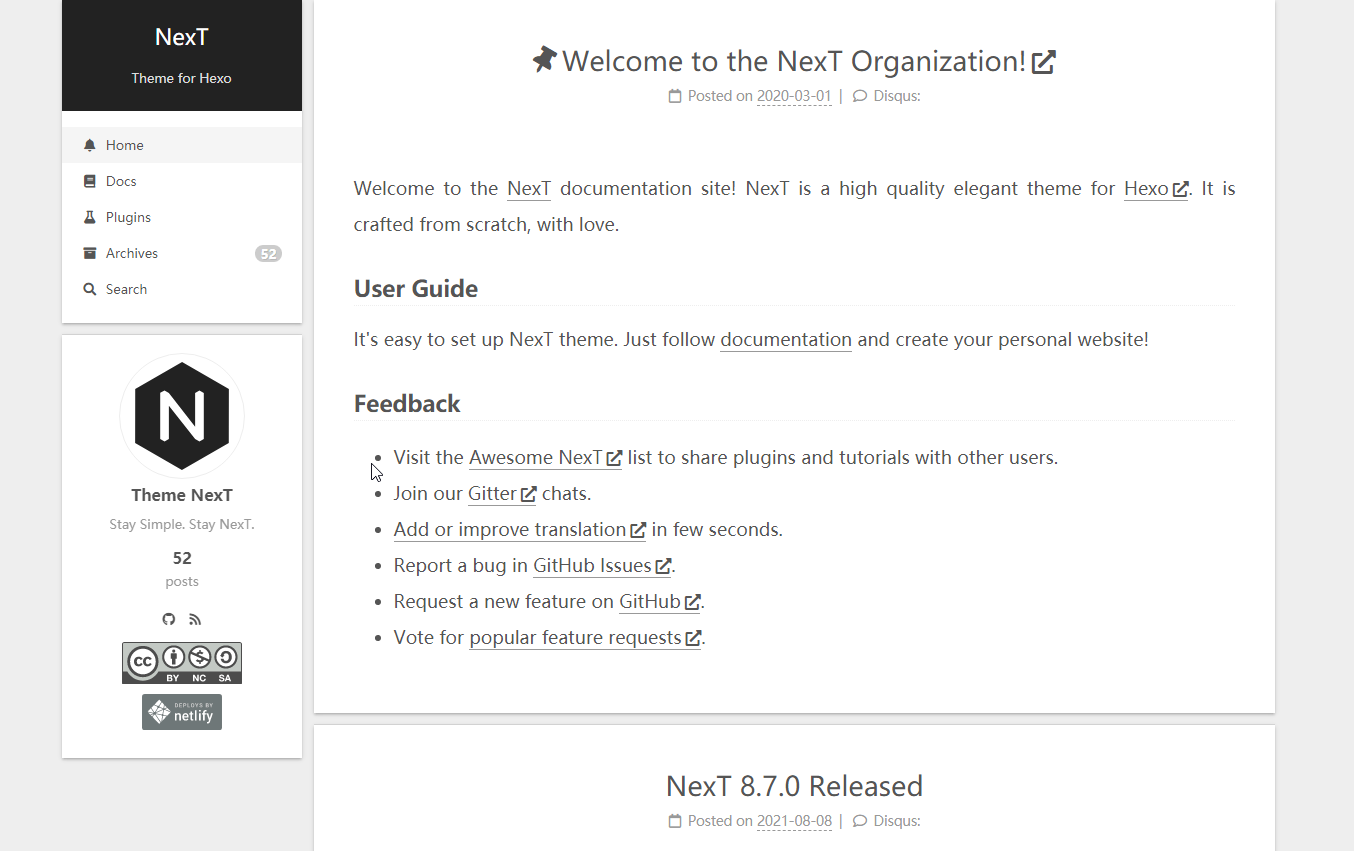 NexT
Theme for Hexo
Home
Docs
Plugins
Archives 52
Search
N
Theme NexT
Stay Simple. Stay NexT.
52
posts
cc BY NC SA
DEPLOYS BY
netlify
Welcome to the NexT Organization!
Posted on 2020-03-01 | Disqus:
Welcome to the NexT documentation site! NexT is a high quality elegant theme for Hexo. It is
crafted from scratch, with love.
User Guide
It's easy to set up NexT theme. Just follow documentation and create your personal website!
Feedback
Visit the Awesome NexT list to share plugins and tutorials with other users.
Join our Gitter chats.
Add or improve translation in few seconds.
Report a bug in GitHub Issues.
Request a new feature on GitHub.
Vote for popular feature requests.
NexT 8.7.0 Released
Posted on 2021-08-08 | Disqus: